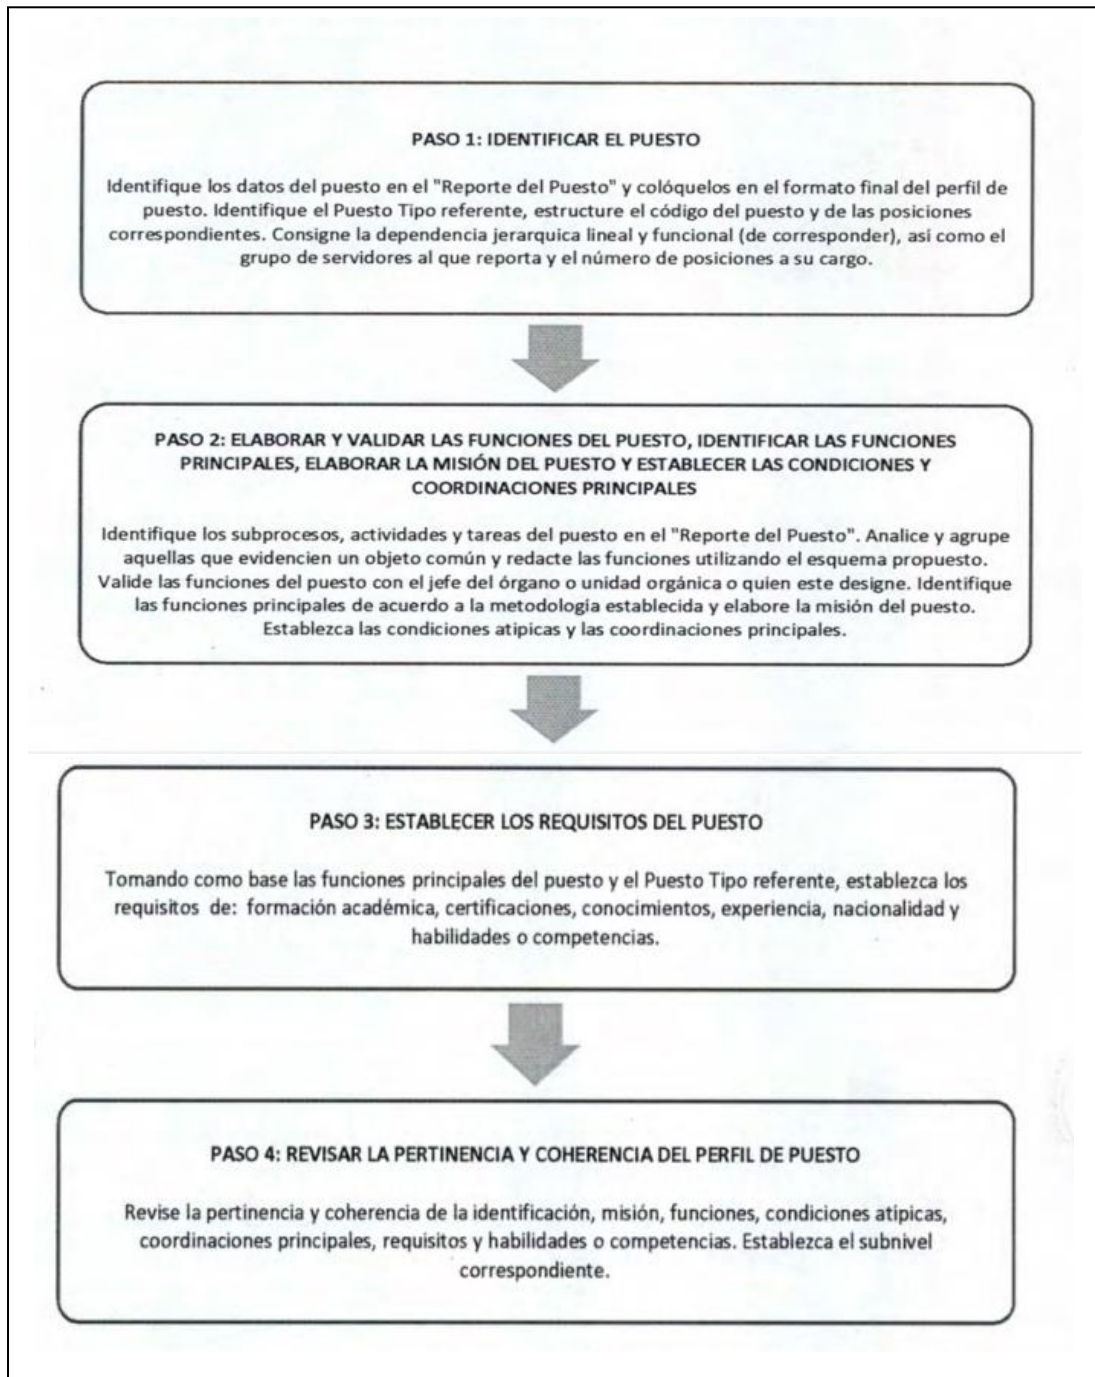 PASO 1: IDENTIFICAR EL PUESTO
Identifique los datos del puesto en el "Reporte del Puesto" y colóquelos en el formato final del perfil de
puesto. Identifique el Puesto Tipo referente, estructure el código del puesto y de las posiciones
correspondientes. Consigne la dependencia jerarquica lineal y funcional (de corresponder), así como el
grupo de servidores al que reporta y el número de posiciones a su cargo.
PASO 2: ELABORAR Y VALIDAR LAS FUNCIONES DEL PUESTO, IDENTIFICAR LAS FUNCIONES
PRINCIPALES, ELABORAR LA MISIÓN DEL PUESTO Y ESTABLECER LAS CONDICIONES Y
COORDINACIONES PRINCIPALES
Identifique los subprocesos, actividades y tareas del puesto en el "Reporte del Puesto". Analice y agrupe
aquellas que evidencien un objeto común y redacte las funciones utilizando el esquema propuesto.
Valide las funciones del puesto con el jefe del órgano o unidad orgánica o quien este designe. Identifique
las funciones principales de acuerdo a la metodología establecida y elabore la misión del puesto.
Establezca las condiciones atipicas y las coordinaciones principales.
PASO 3: ESTABLECER LOS REQUISITOS DEL PUESTO
Tomando como base las funciones principales del puesto y el Puesto Tipo referente, establezca los
requisitos de: formación académica, certificaciones, conocimientos, experiencia, nacionalidad y
habilidades o competencias.
PASO 4: REVISAR LA PERTINENCIA Y COHERENCIA DEL PERFIL DE PUESTO
Revise la pertinencia y coherencia de la identificación, misión, funciones, condiciones atipicas,
coordinaciones principales, requisitos y habilidades o competencias. Establezca el subnivel
correspondiente.